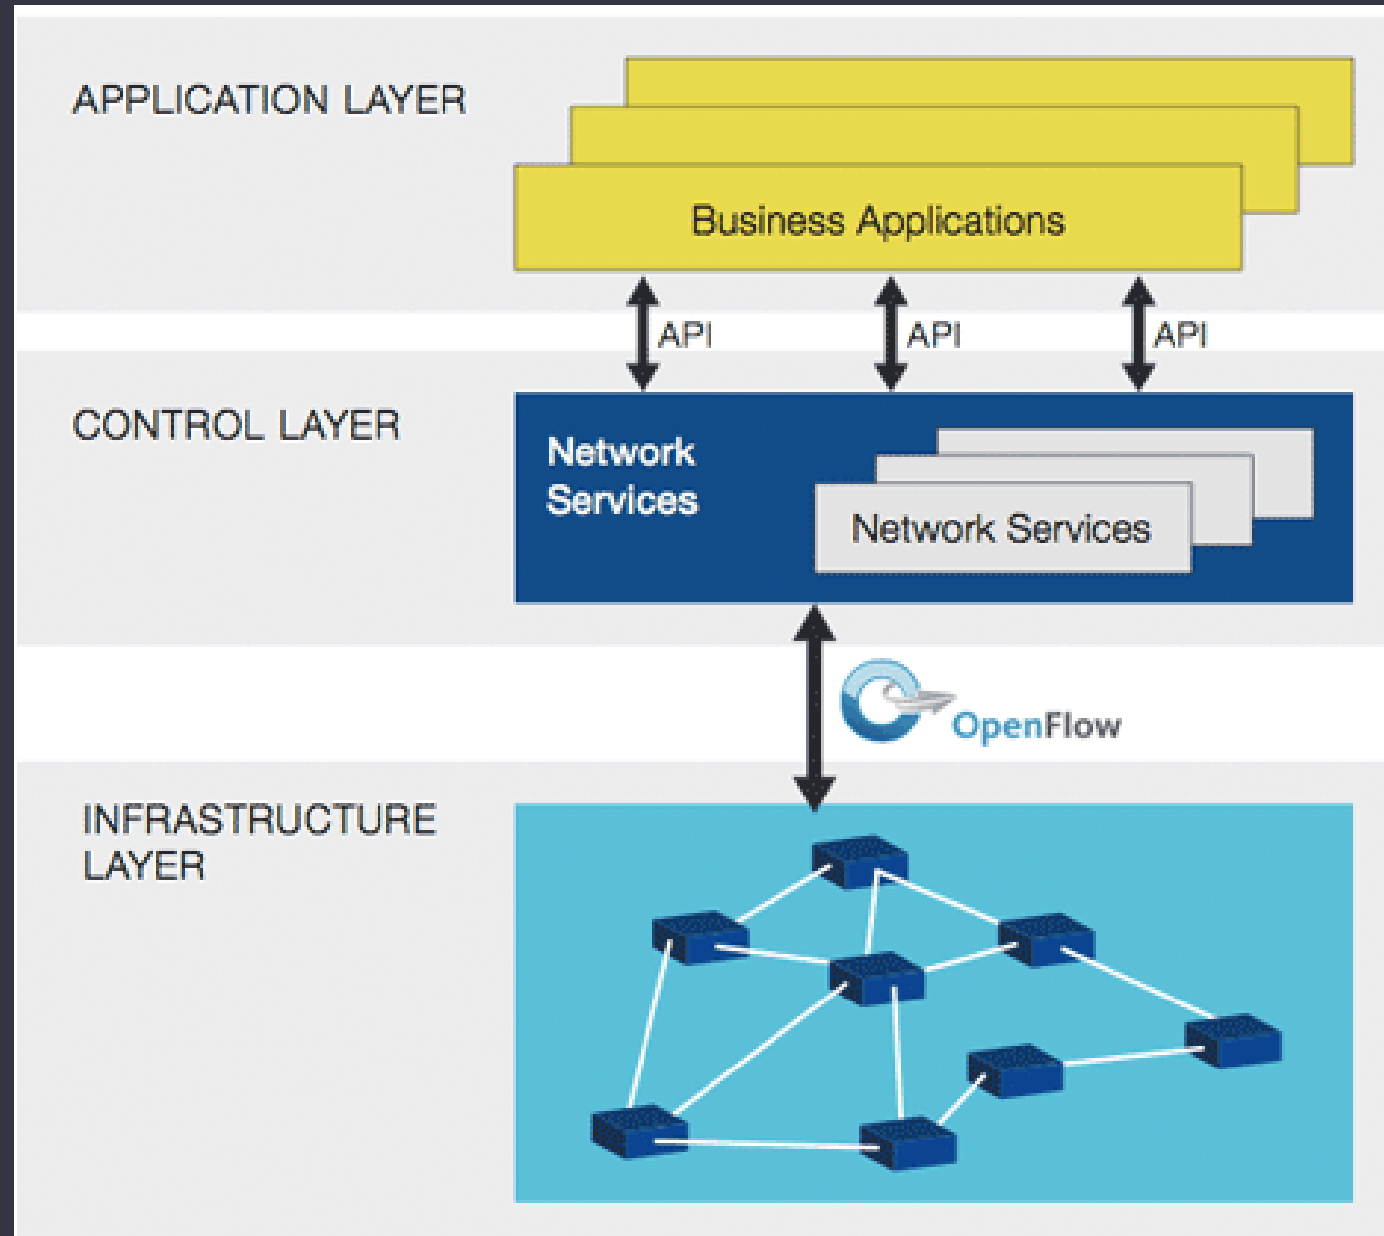 APPLICATION LAYER
Business Applications
API
API
API
CONTROL LAYER
Network
Services
Network Services
OpenFlow
INFRASTRUCTURE
LAYER